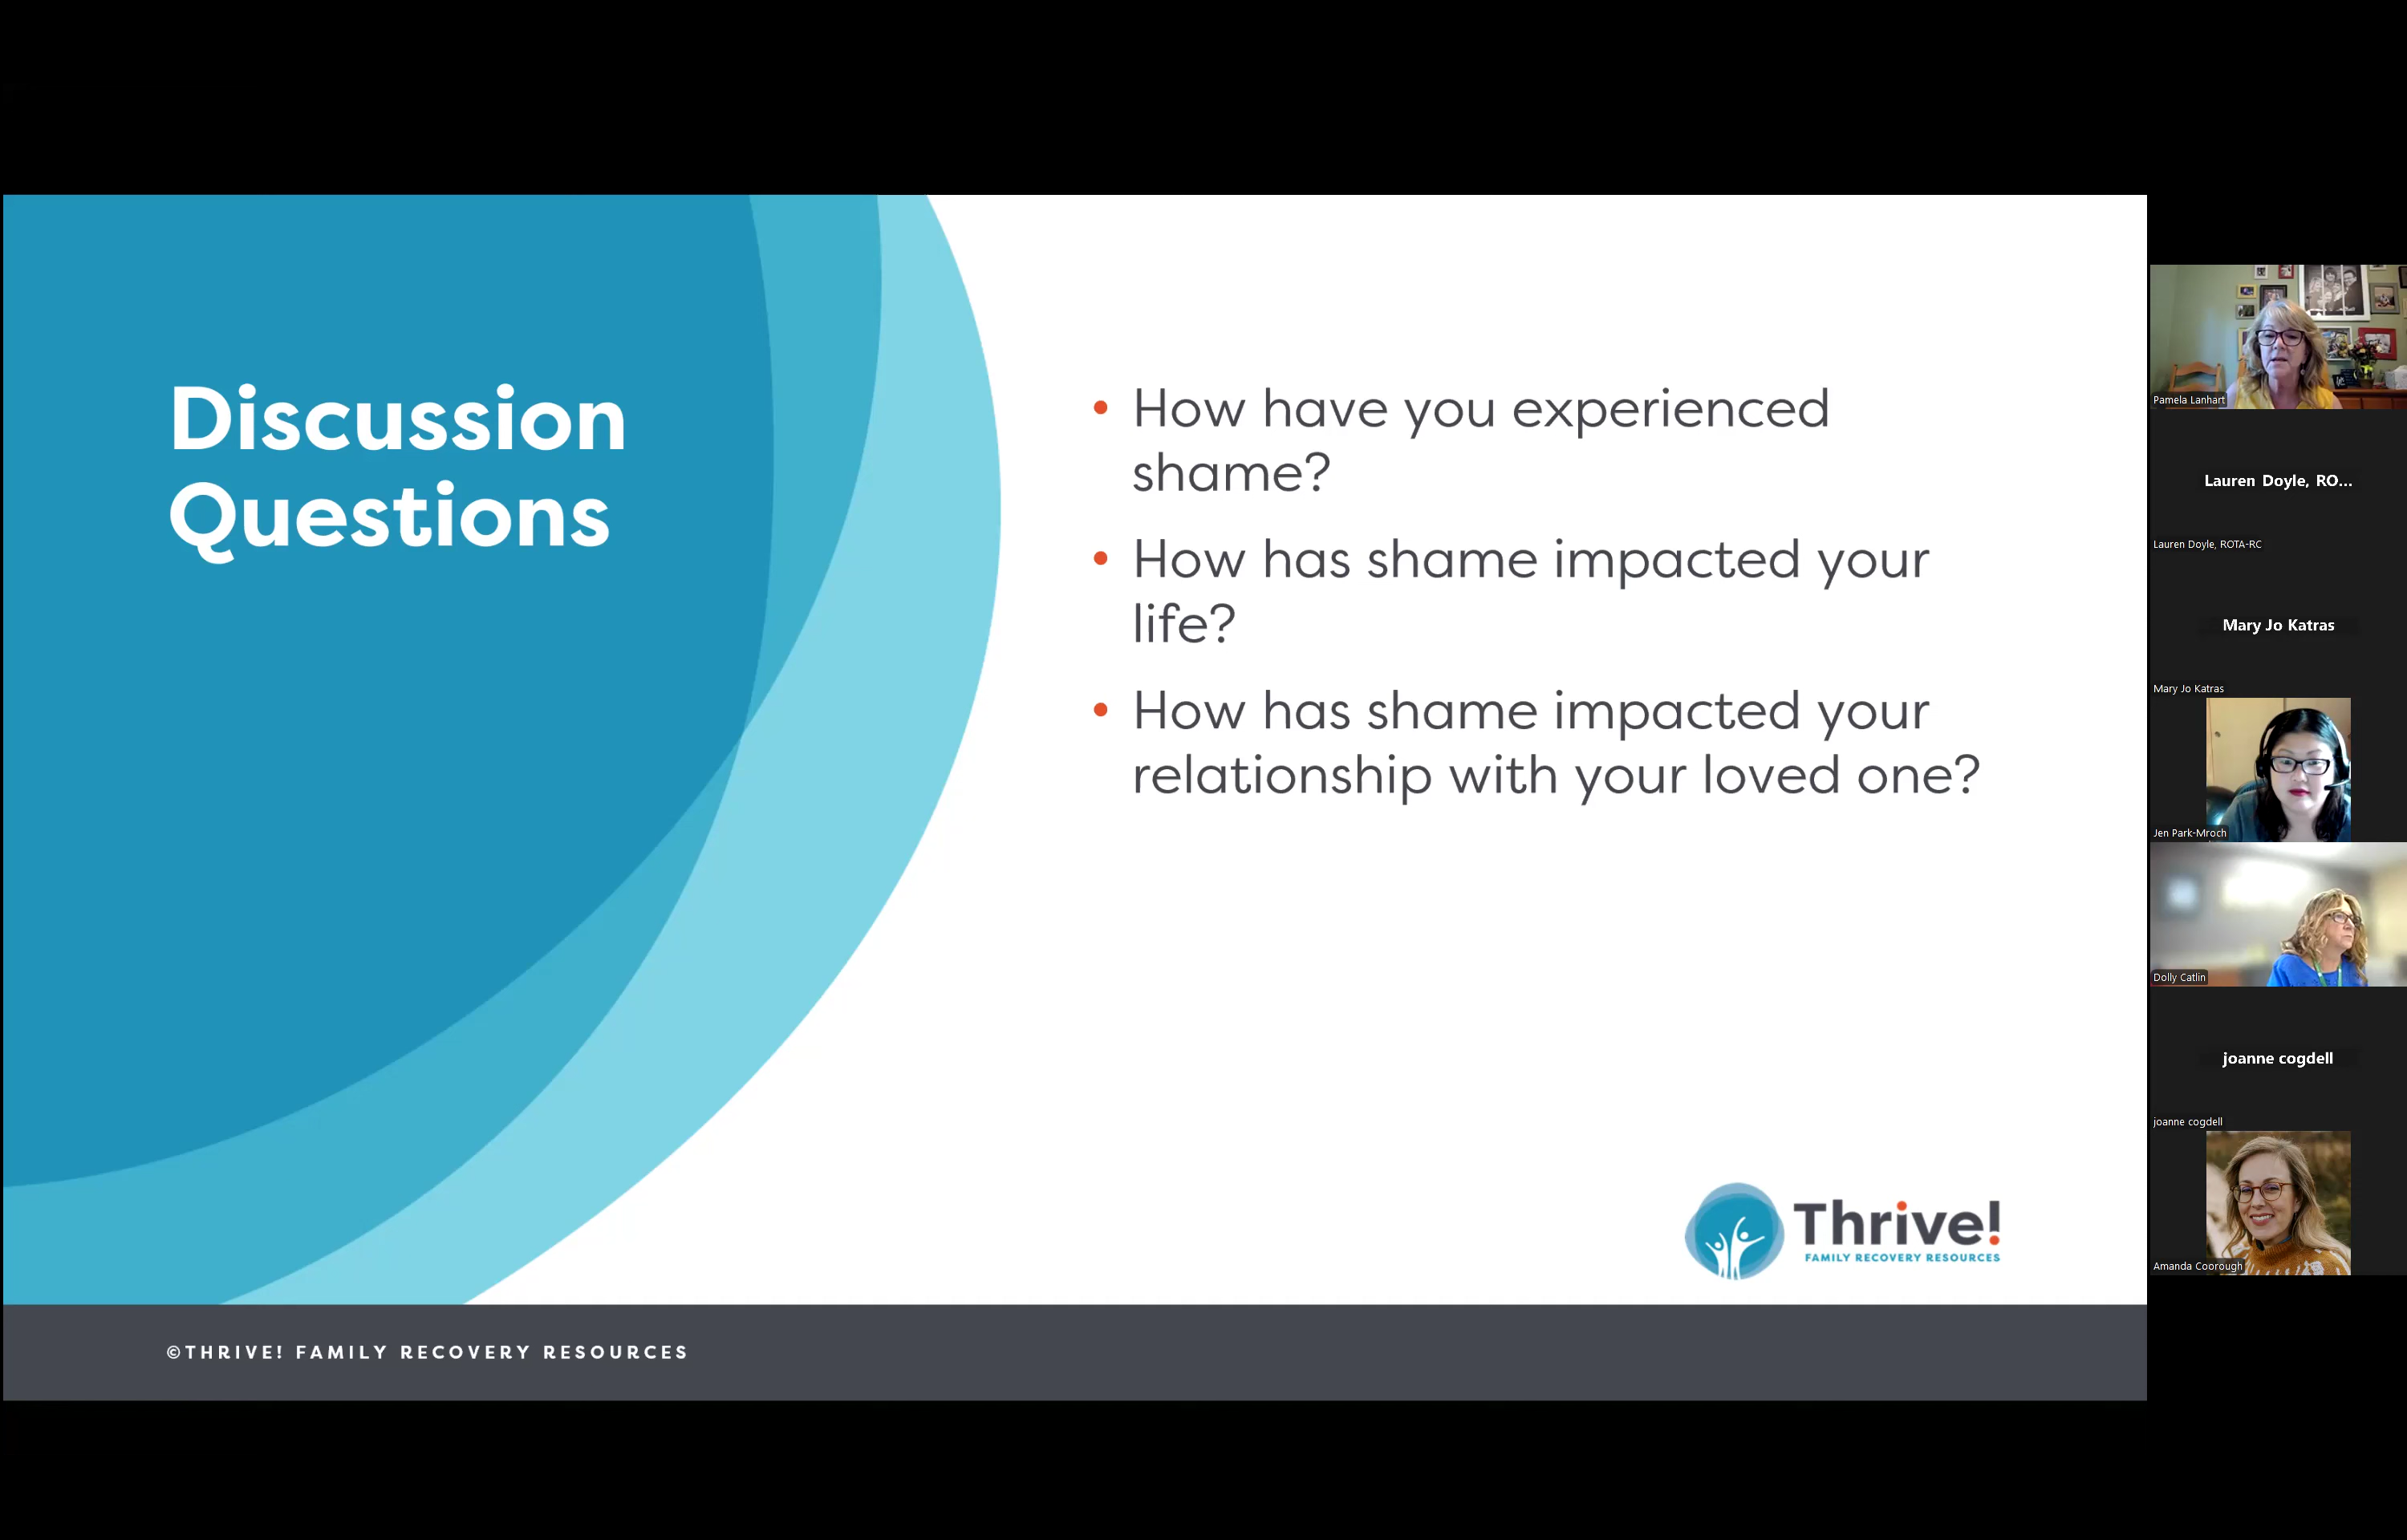 Discussion
Questions
• How have you experienced
shame?
• How has shame impacted your
life?
• How has shame impacted your
relationship with your loved one?
Thrive!
FAMILY RECOVERY RESOURCES
©THRIVE! FAMILY RECOVERY RESOURCES
Pamela Lanhart
Lauren Doyle, RO...
Lauren Doyle, ROTA-RC
Mary Jo Katras
Mary Jo Katras
Jen Park-Mroch
Dolly Catlin
joanne cogdell
joanne cogdell
Amanda Coorough